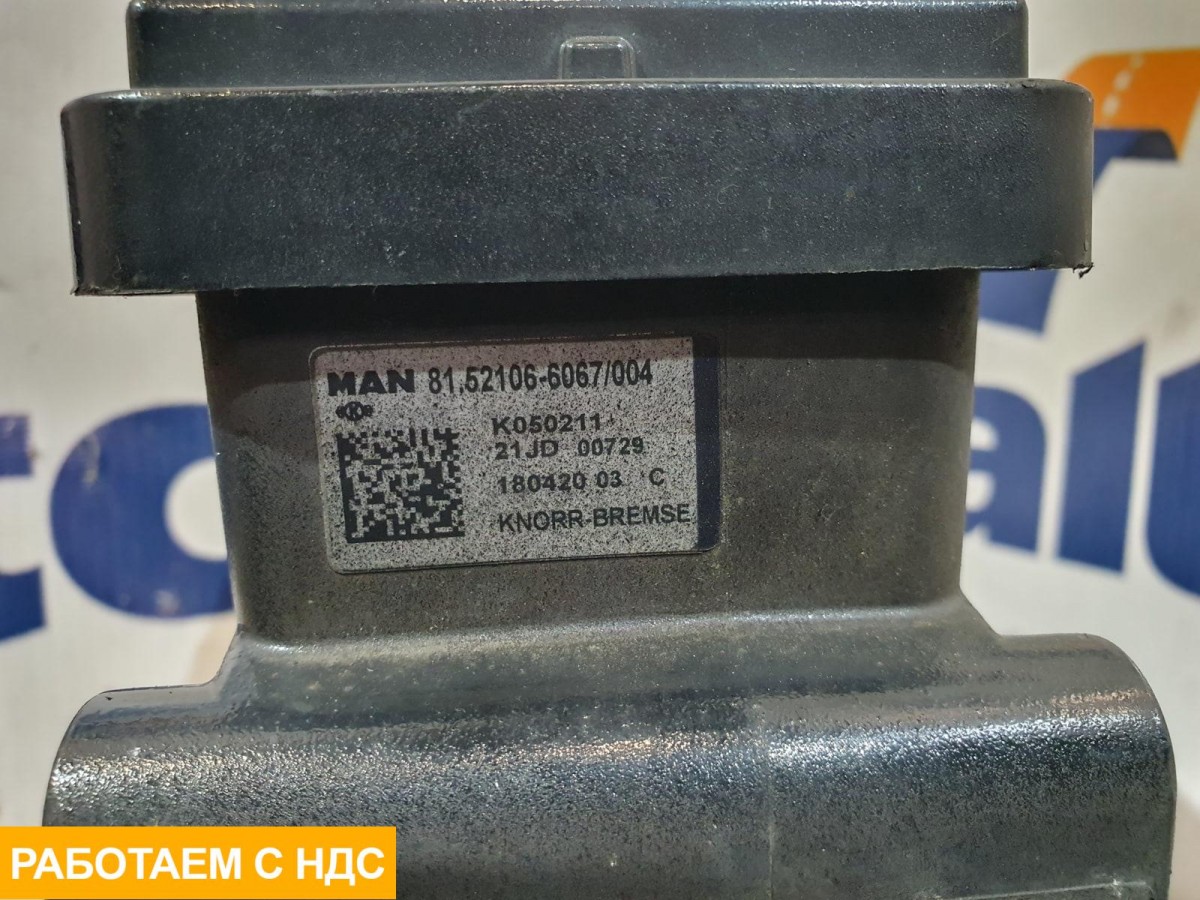 MAN 81.52106-6067/004
K
K050211
21JD 00729
180420 03 C
KNORR-BREMSE
РАБОТАЕМ С НДС